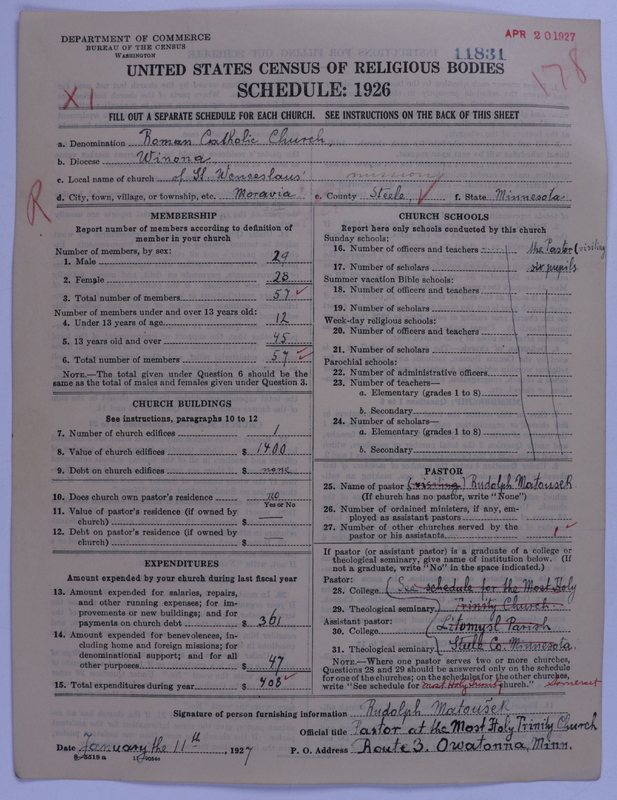 DEPARTMENT OF COMMERCE
BUREAU OF THE CENSUS
WASHINGTON
APR 20 1927
11831
178
UNITED STATES CENSUS OF RELIGIOUS BODIES
SCHEDULE: 1926
X I
FILL OUT A SEPARATE SCHEDULE FOR EACH CHURCH. SEE INSTRUCTIONS ON THE BACK OF THIS SHEET
a. Denomination Roman Catholic Church,
b. Diocese Winona
c. Local name of church of St. Wenceslaus' mission
d. City, town, village, or township, etc. Moravia e. County Steele, f. State Minnesota
R
MEMBERSHIP
Report number of members according to definition of
member in your church
Number of members, by sex:
1. Male 29
2. Female 28
3. Total number of members 57
Number of members under and over 13 years old:
4. Under 13 years of age 12
5. 13 years old and over 45
6. Total number of members 57
NOTE.—The total given under Question 6 should be the
same as the total of males and females given under Question 3.
CHURCH BUILDINGS
See instructions, paragraphs 10 to 12
7. Number of church edifices 1
8. Value of church edifices $ 1400
9. Debt on church edifices $ none
10. Does church own pastor's residence no
Yes or No
11. Value of pastor's residence (if owned by
church) $ —
12. Debt on pastor's residence (if owned by
church) $ —
EXPENDITURES
Amount expended by your church during last fiscal year
13. Amount expended for salaries, repairs,
and other running expenses; for im-
provements or new buildings; and for
payments on church debt $ 361
14. Amount expended for benevolences, in-
cluding home and foreign missions; for
denominational support; and for all
other purposes $ 47
15. Total expenditures during year $ 408
CHURCH SCHOOLS
Report here only schools conducted by this church
Sunday schools:
16. Number of officers and teachers the Pastor (visiting
17. Number of scholars six pupils
Summer vacation Bible schools:
18. Number of officers and teachers
19. Number of scholars
Week-day religious schools:
20. Number of officers and teachers
21. Number of scholars
Parochial schools:
22. Number of administrative officers
23. Number of teachers—
a. Elementary (grades 1 to 8)
b. Secondary
24. Number of scholars—
a. Elementary (grades 1 to 8)
b. Secondary
PASTOR
25. Name of pastor (visiting) Rudolph Matousek
(If church has no pastor, write "None")
26. Number of ordained ministers, if any, em-
ployed as assistant pastors
27. Number of other churches served by the
pastor or his assistants 1
If pastor (or assistant pastor) is a graduate of a college or
theological seminary, give name of institution below. (If
not a graduate, write "No" in the space indicated.)
Pastor:
28. College (See schedule for the Most Holy
29. Theological seminary) Trinity Church.
Assistant pastor:
30. College (Litomysl Parish
31. Theological seminary) Steele Co. Minnesota.
NOTE.—Where one pastor serves two or more churches,
Questions 28 and 29 should be answered only on the schedule
for one of the churches; on the schedules for the other churches,
write "See schedule for Most Holy Trinity church." Somerset
Signature of person furnishing information Rudolph Matoušek
Official title Pastor at the Most Holy Trinity Church
Date January the 11th, 1927 P. O. Address Route 3. Owatonna, Minn.